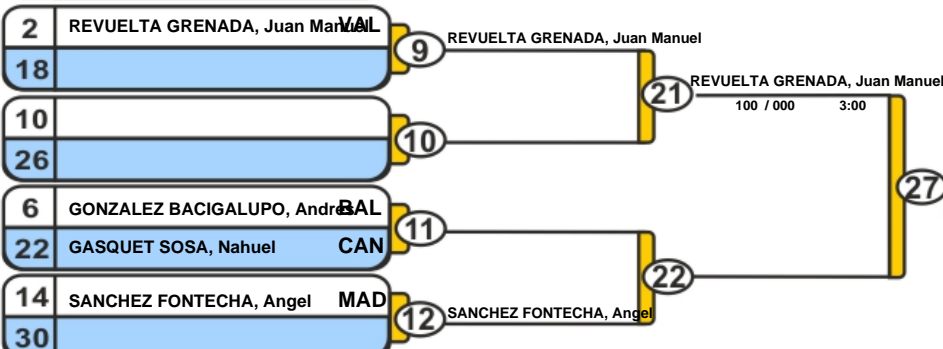 2 REVUELTA GRENADA, Juan Manuel VAL
18
9
REVUELTA GRENADA, Juan Manuel
10
26
10
21
REVUELTA GRENADA, Juan Manuel
100 / 000 3:00
6 GONZALEZ BACIGALUPO, Andres BAL
22 GASQUET SOSA, Nahuel CAN
11
14 SANCHEZ FONTECHA, Angel MAD
30
12
SANCHEZ FONTECHA, Angel
22
27